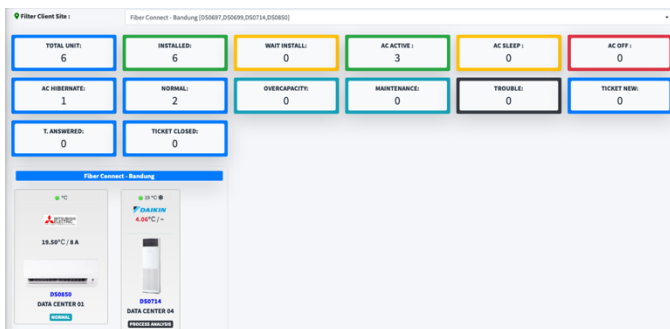 Filter Client Site :
Fiber Connect - Bandung [DS0697,DS0699,DS0714,DS0850]
TOTAL UNIT:
6
INSTALLED:
6
WAIT INSTALL:
0
AC ACTIVE :
3
AC SLEEP :
0
AC OFF :
0
AC HIBERNATE:
1
NORMAL:
2
OVERCAPACITY:
0
MAINTENANCE:
0
TROUBLE:
0
TICKET NEW:
0
T. ANSWERED:
0
TICKET CLOSED:
0
Fiber Connect - Bandung
°C
MITSUBISHI
ELECTRIC
19.50°C / 8 A
DS0850
DATA CENTER 01
NORMAL
19 °C
DAIKIN
4.06°C / -
DS0714
DATA CENTER 04
PROCESS ANALYSIS